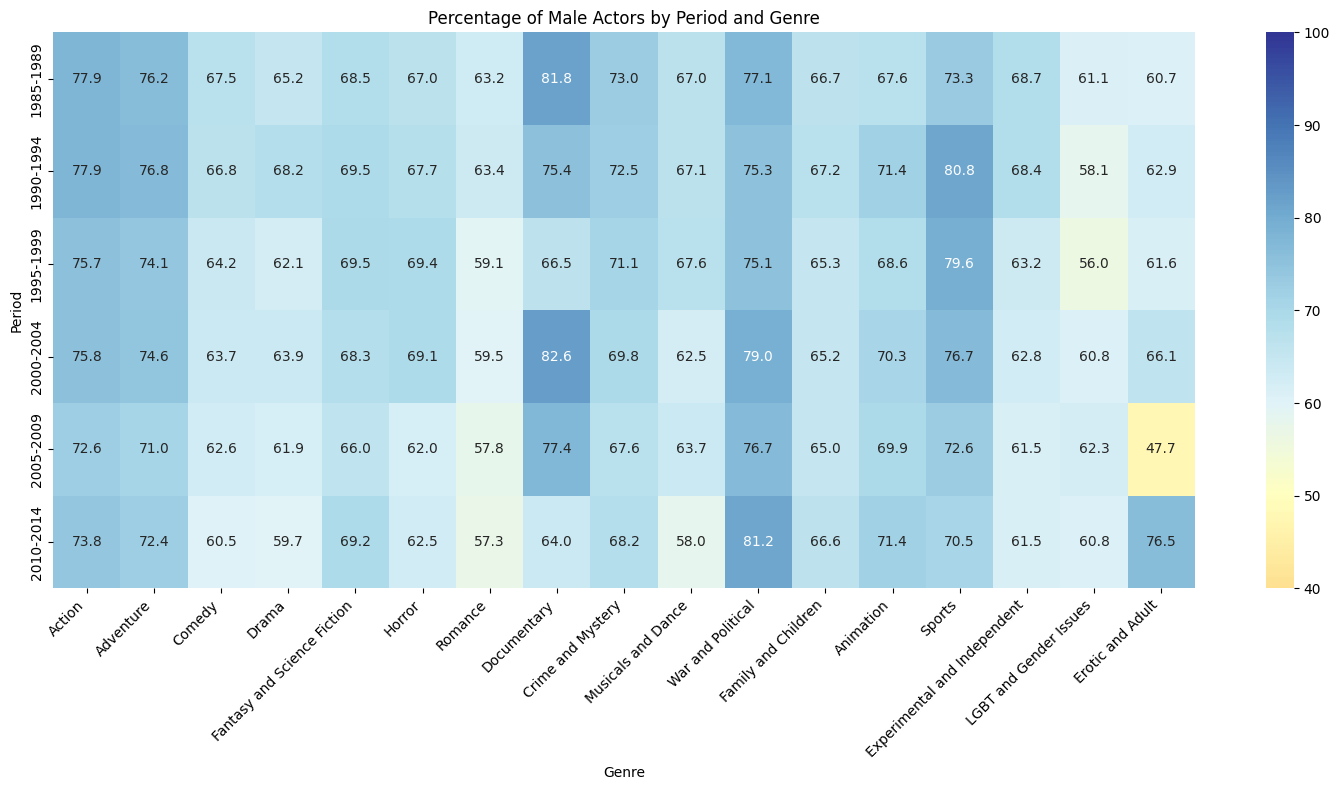 Percentage of Male Actors by Period and Genre
Period
1985-1989
77.9 76.2 67.5 65.2 68.5 67.0 63.2 81.8 73.0 67.0 77.1 66.7 67.6 73.3 68.7 61.1 60.7
1990-1994
77.9 76.8 66.8 68.2 69.5 67.7 63.4 75.4 72.5 67.1 75.3 67.2 71.4 80.8 68.4 58.1 62.9
1995-1999
75.7 74.1 64.2 62.1 69.5 69.4 59.1 66.5 71.1 67.6 75.1 65.3 68.6 79.6 63.2 56.0 61.6
2000-2004
75.8 74.6 63.7 63.9 68.3 69.1 59.5 82.6 69.8 62.5 79.0 65.2 70.3 76.7 62.8 60.8 66.1
2005-2009
72.6 71.0 62.6 61.9 66.0 62.0 57.8 77.4 67.6 63.7 76.7 65.0 69.9 72.6 61.5 62.3 47.7
2010-2014
73.8 72.4 60.5 59.7 69.2 62.5 57.3 64.0 68.2 58.0 81.2 66.6 71.4 70.5 61.5 60.8 76.5
Action
Adventure
Comedy
Drama
Fantasy and Science Fiction
Horror
Romance
Documentary
Crime and Mystery
Musicals and Dance
War and Political
Family and Children
Animation
Sports
Experimental and Independent
LGBT and Gender Issues
Erotic and Adult
Genre
100
90
80
70
60
50
40